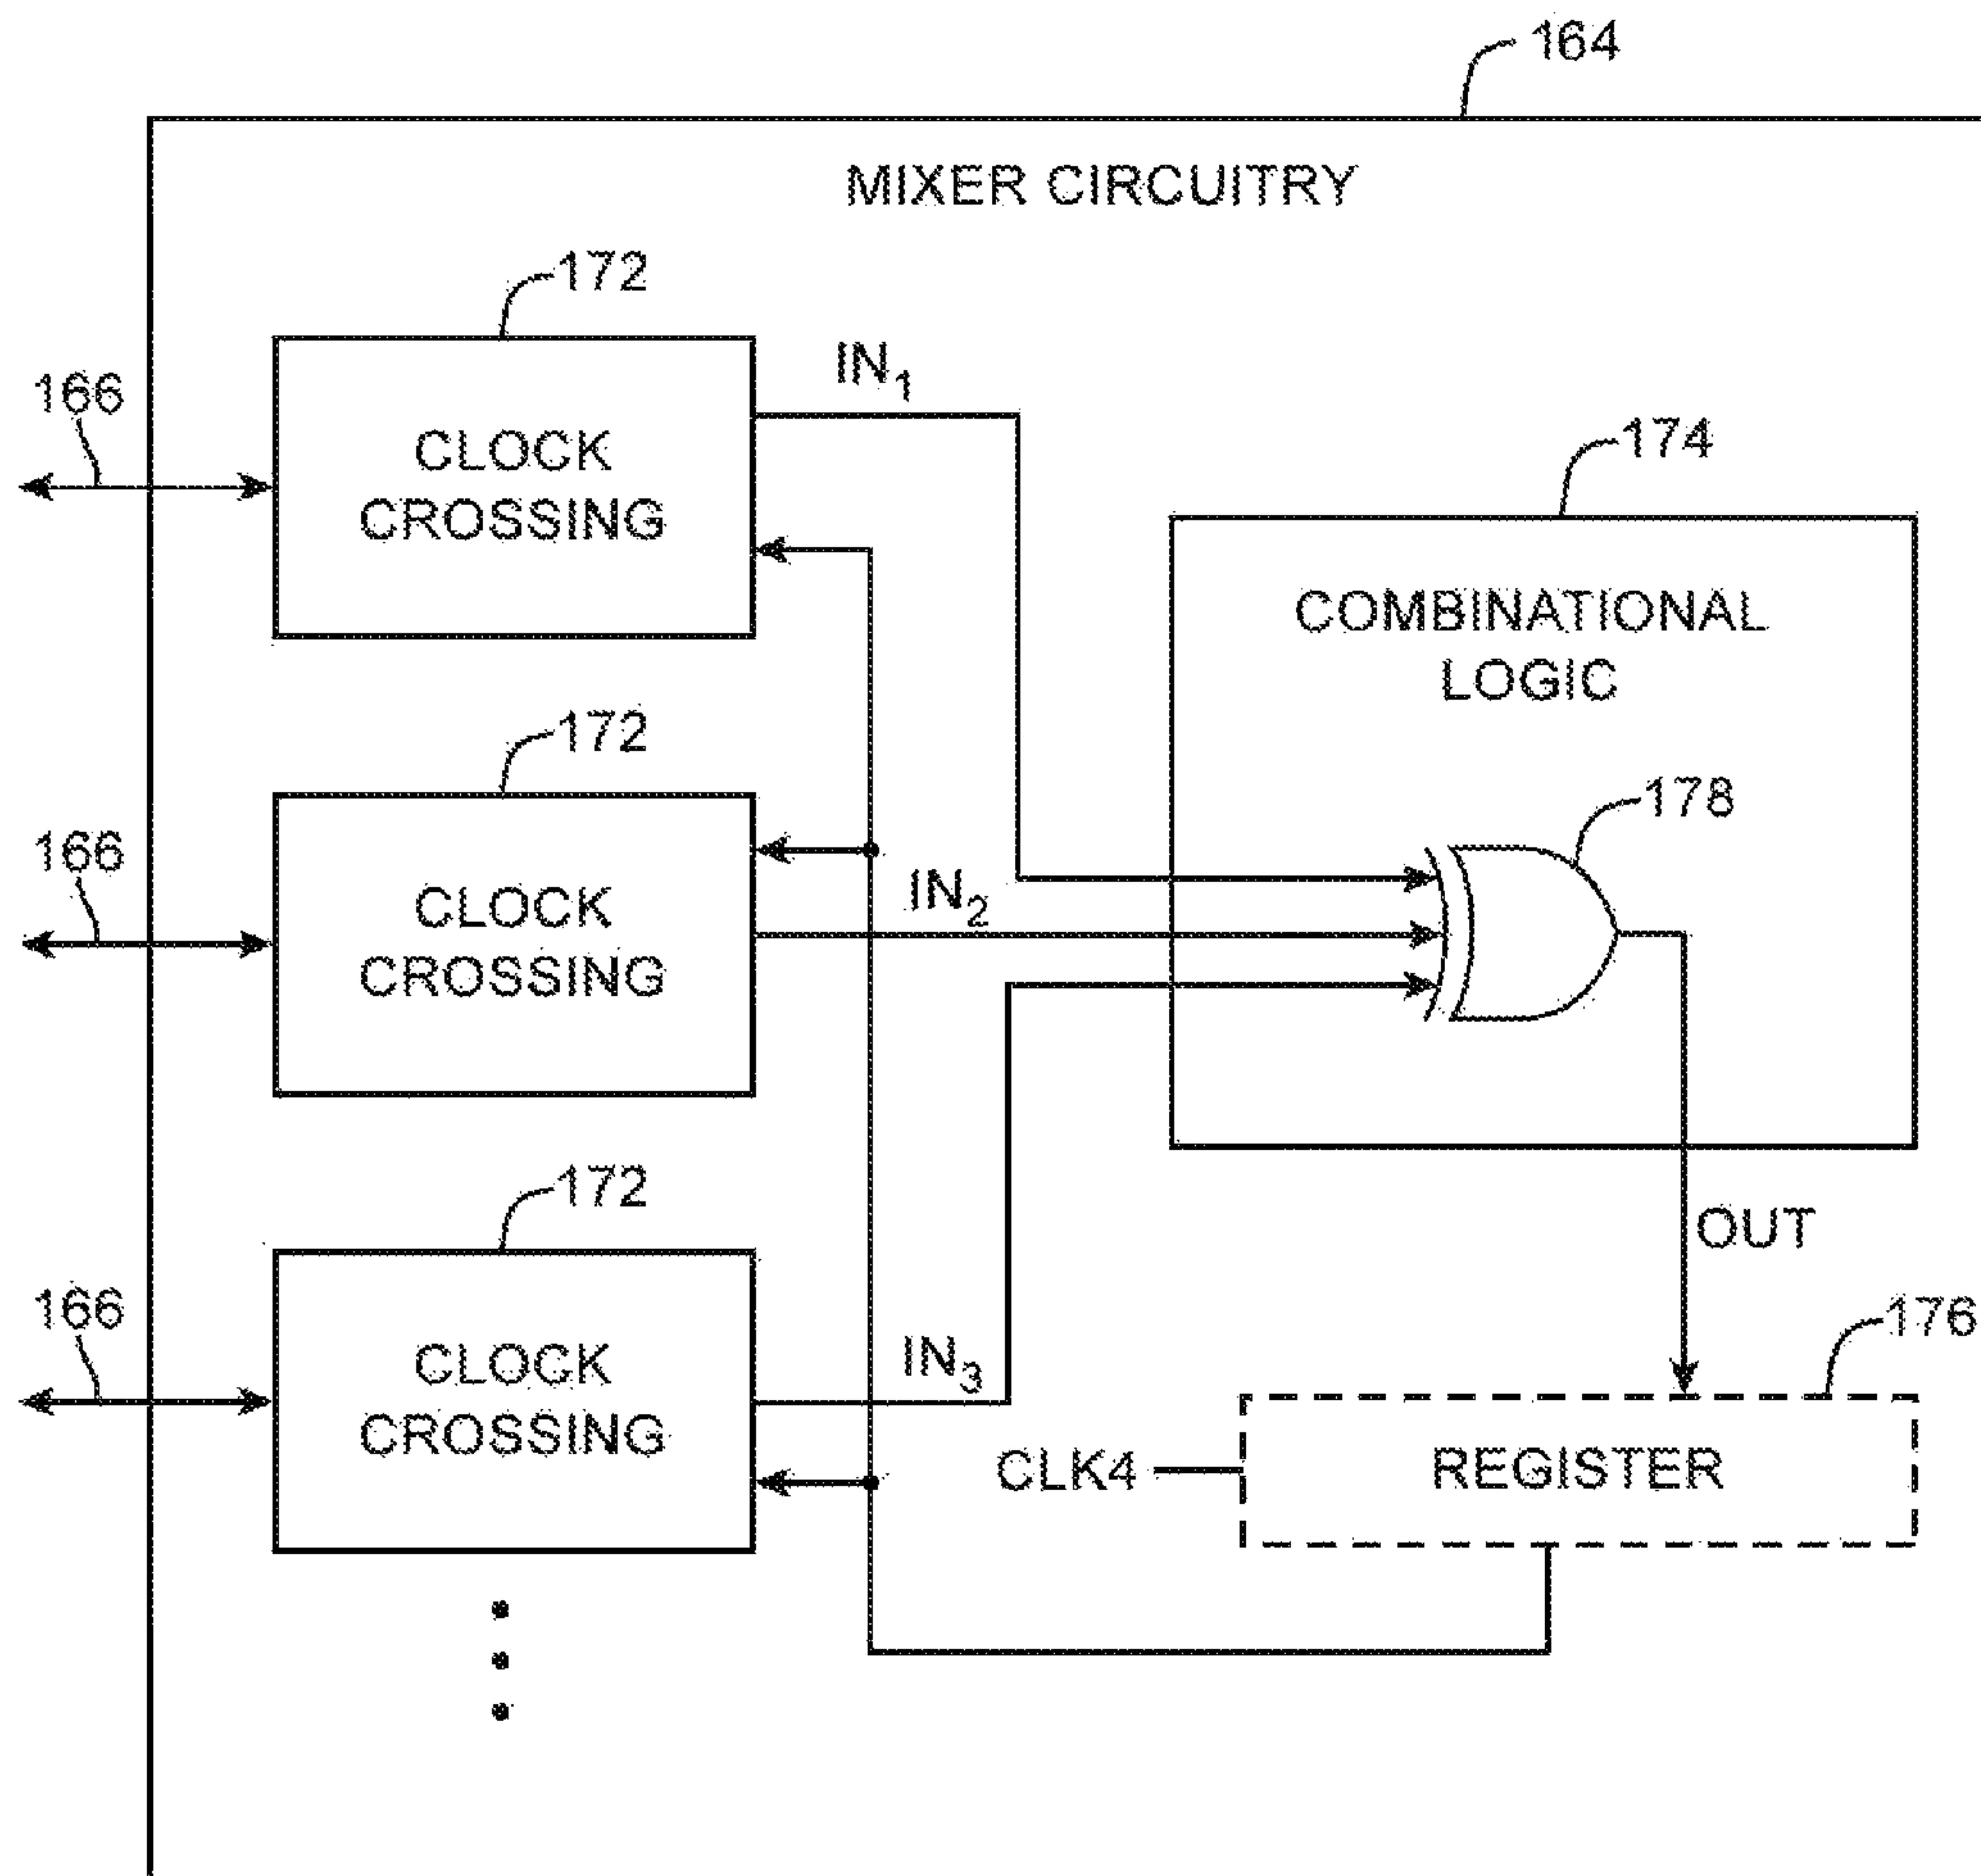 164
MIXER CIRCUITRY
172
166
CLOCK
CROSSING
IN1
174
COMBINATIONAL
LOGIC
172
166
CLOCK
CROSSING
IN2
178
172
166
CLOCK
CROSSING
IN3
OUT
176
CLK4
REGISTER